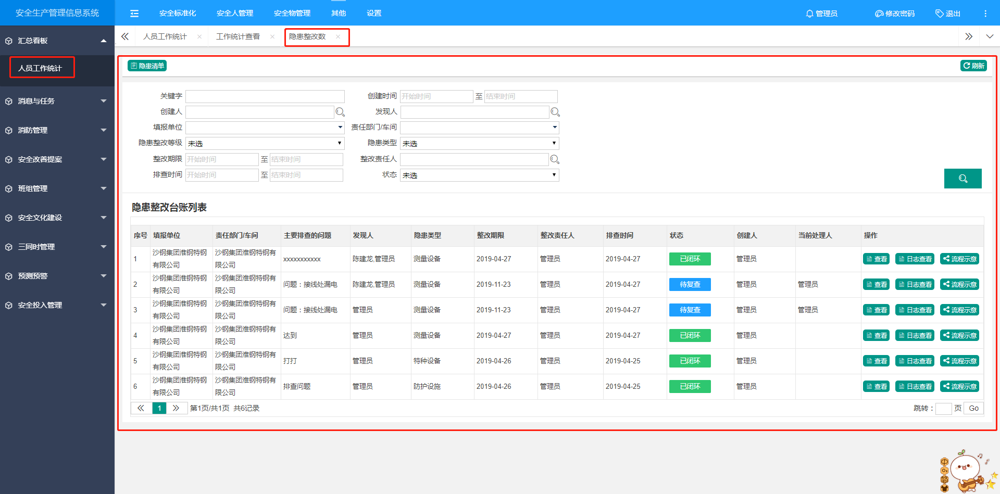 安全生产管理信息系统
安全标准化 安全人管理 安全物管理 其他 设置
管理员 修改密码 退出
汇总看板
人员工作统计
消息与任务
消防管理
安全改善提案
班组管理
安全文化建设
三同时管理
预测预警
安全投入管理
人员工作统计 × 工作统计查看 × 隐患整改数 ×
隐患清单 刷新
关键字 创建时间 开始时间 至 结束时间
创建人 发现人
填报单位 责任部门/车间
隐患整改等级 未选 隐患类型 未选
整改期限 开始时间 至 结束时间 整改责任人
排查时间 开始时间 至 结束时间 状态 未选
隐患整改台账列表
序号 填报单位 责任部门/车间 主要排查的问题 发现人 隐患类型 整改期限 整改责任人 排查时间 状态 创建人 当前处理人 操作
1 沙钢集团淮钢特钢有限公司 沙钢集团淮钢特钢有限公司 xxxxxxxxxxx 陈建龙,管理员 测量设备 2019-04-27 管理员 2019-04-27 已闭环 管理员 查看 日志查看 流程示意
2 沙钢集团淮钢特钢有限公司 沙钢集团淮钢特钢有限公司 问题：接线处漏电 陈建龙,管理员 测量设备 2019-11-23 管理员 2019-04-27 待复查 管理员 管理员 查看 日志查看 流程示意
3 沙钢集团淮钢特钢有限公司 沙钢集团淮钢特钢有限公司 问题：接线处漏电 管理员 测量设备 2019-11-23 管理员 2019-04-27 待复查 管理员 管理员 查看 日志查看 流程示意
4 沙钢集团淮钢特钢有限公司 沙钢集团淮钢特钢有限公司 达到 管理员 测量设备 2019-04-27 管理员 2019-04-27 已闭环 管理员 查看 日志查看 流程示意
5 沙钢集团淮钢特钢有限公司 沙钢集团淮钢特钢有限公司 打打 管理员 特种设备 2019-04-26 管理员 2019-04-25 已闭环 管理员 查看 日志查看 流程示意
6 沙钢集团淮钢特钢有限公司 沙钢集团淮钢特钢有限公司 排查问题 管理员 防护设施 2019-04-26 管理员 2019-04-25 已闭环 管理员 查看 日志查看 流程示意
1 第1页/共1页 共6记录 跳转： 页 Go
中
简